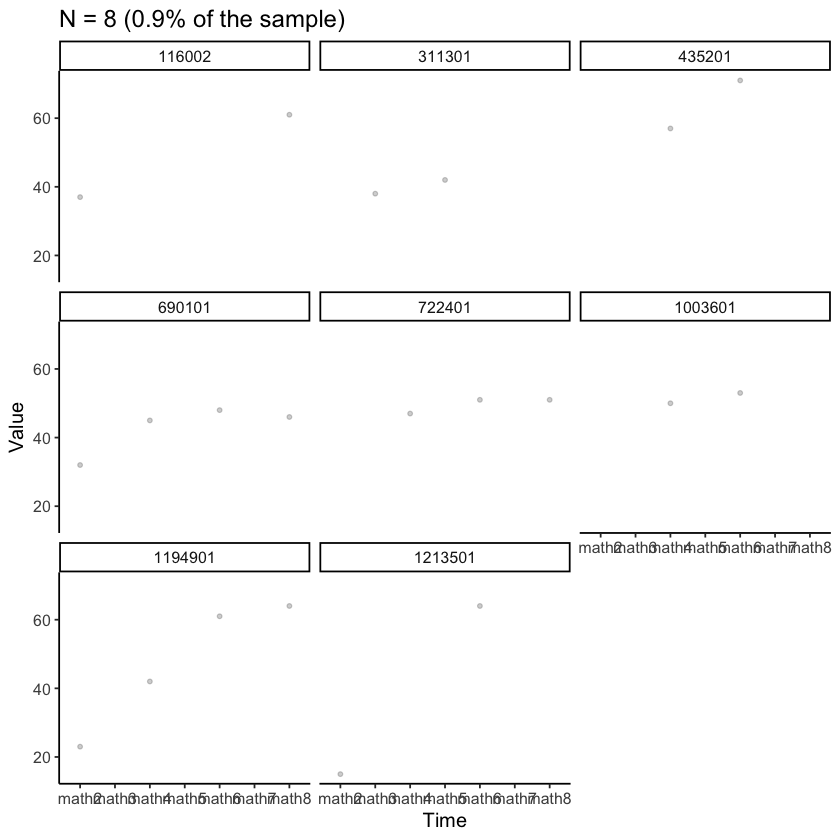 N = 8 (0.9% of the sample)
116002 311301 435201
60
40
20
690101 722401 1003601
60
40
20
Value
math2 math3 math4 math5 math6 math7 math8
1194901 1213501
60
40
20
math2 math3 math4 math5 math6 math7 math8 math2 math3 math4 math5 math6 math7 math8
Time